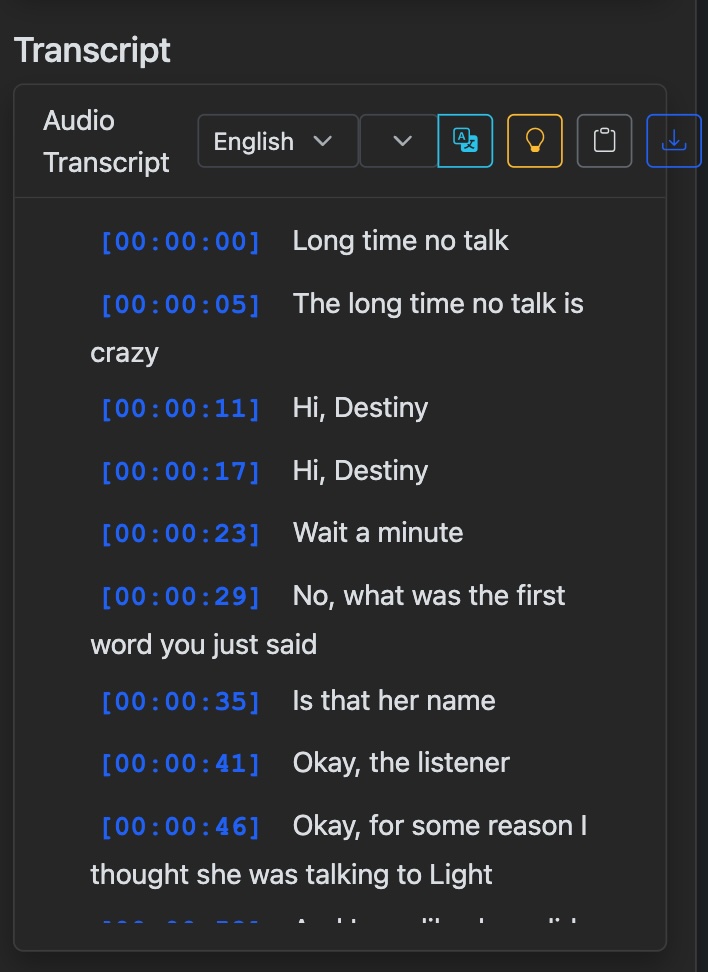 Transcript
Audio
Transcript
English
[00:00:00] Long time no talk
[00:00:05] The long time no talk is
crazy
[00:00:11] Hi, Destiny
[00:00:17] Hi, Destiny
[00:00:23] Wait a minute
[00:00:29] No, what was the first
word you just said
[00:00:35] Is that her name
[00:00:41] Okay, the listener
[00:00:46] Okay, for some reason I
thought she was talking to Light